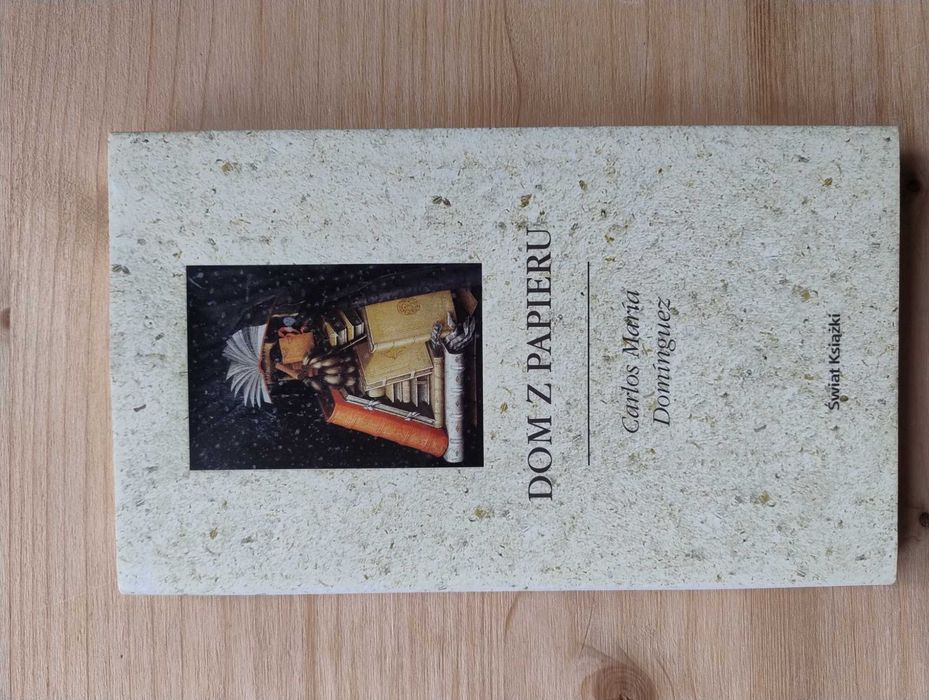 DOM Z PAPIERU
Carlos María
Domínguez
Świat Książki